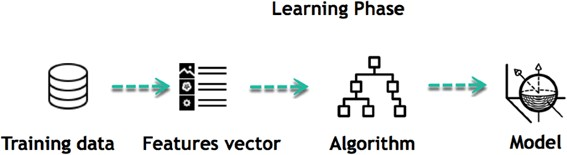 Learning Phase
Training data
Features vector
Algorithm
Model